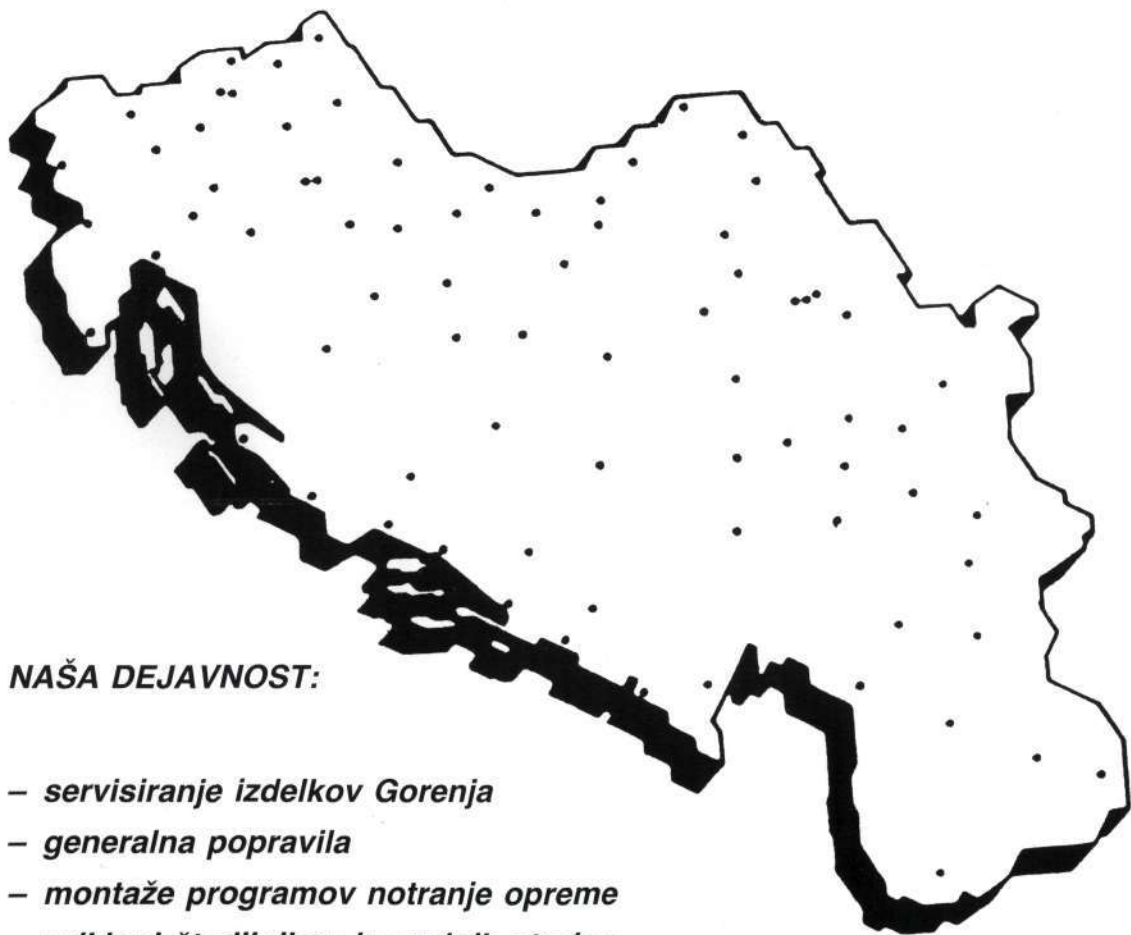 NAŠA DEJAVNOST:
– servisiranje izdelkov Gorenja
– generalna popravila
– montaže programov notranje opreme